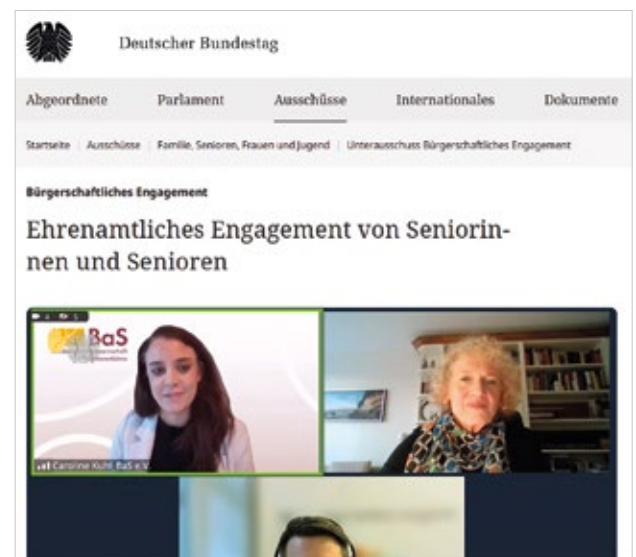 Deutscher Bundestag
Abgeordnete Parlament Ausschüsse Internationales Dokumente
Startseite | Ausschüsse | Familie, Senioren, Frauen und Jugend | Unterausschuss Bürgerschaftliches Engagement
Bürgerschaftliches Engagement
Ehrenamtliches Engagement von Seniorin-
nen und Senioren
BaS
Caroline Kuhl, BaS e.V.